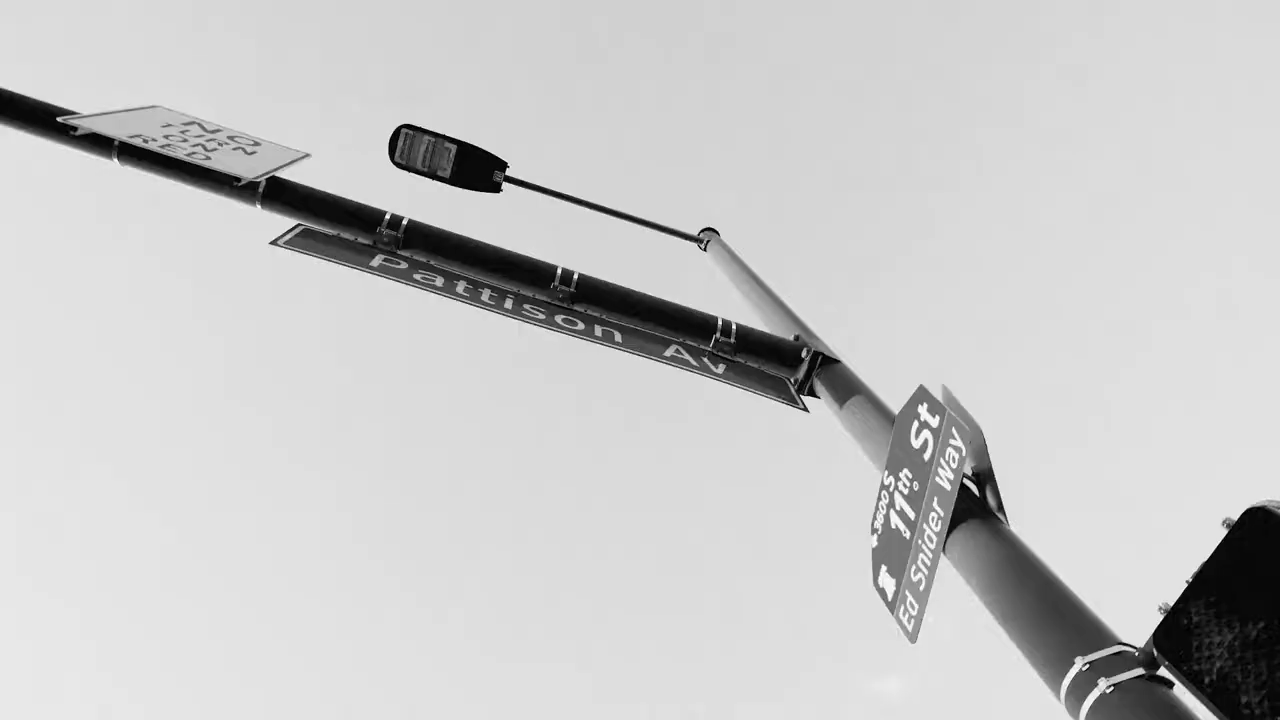 NO
TURN
ON
RED
Pattison Av
3600 S
11th St
Ed Snider Way